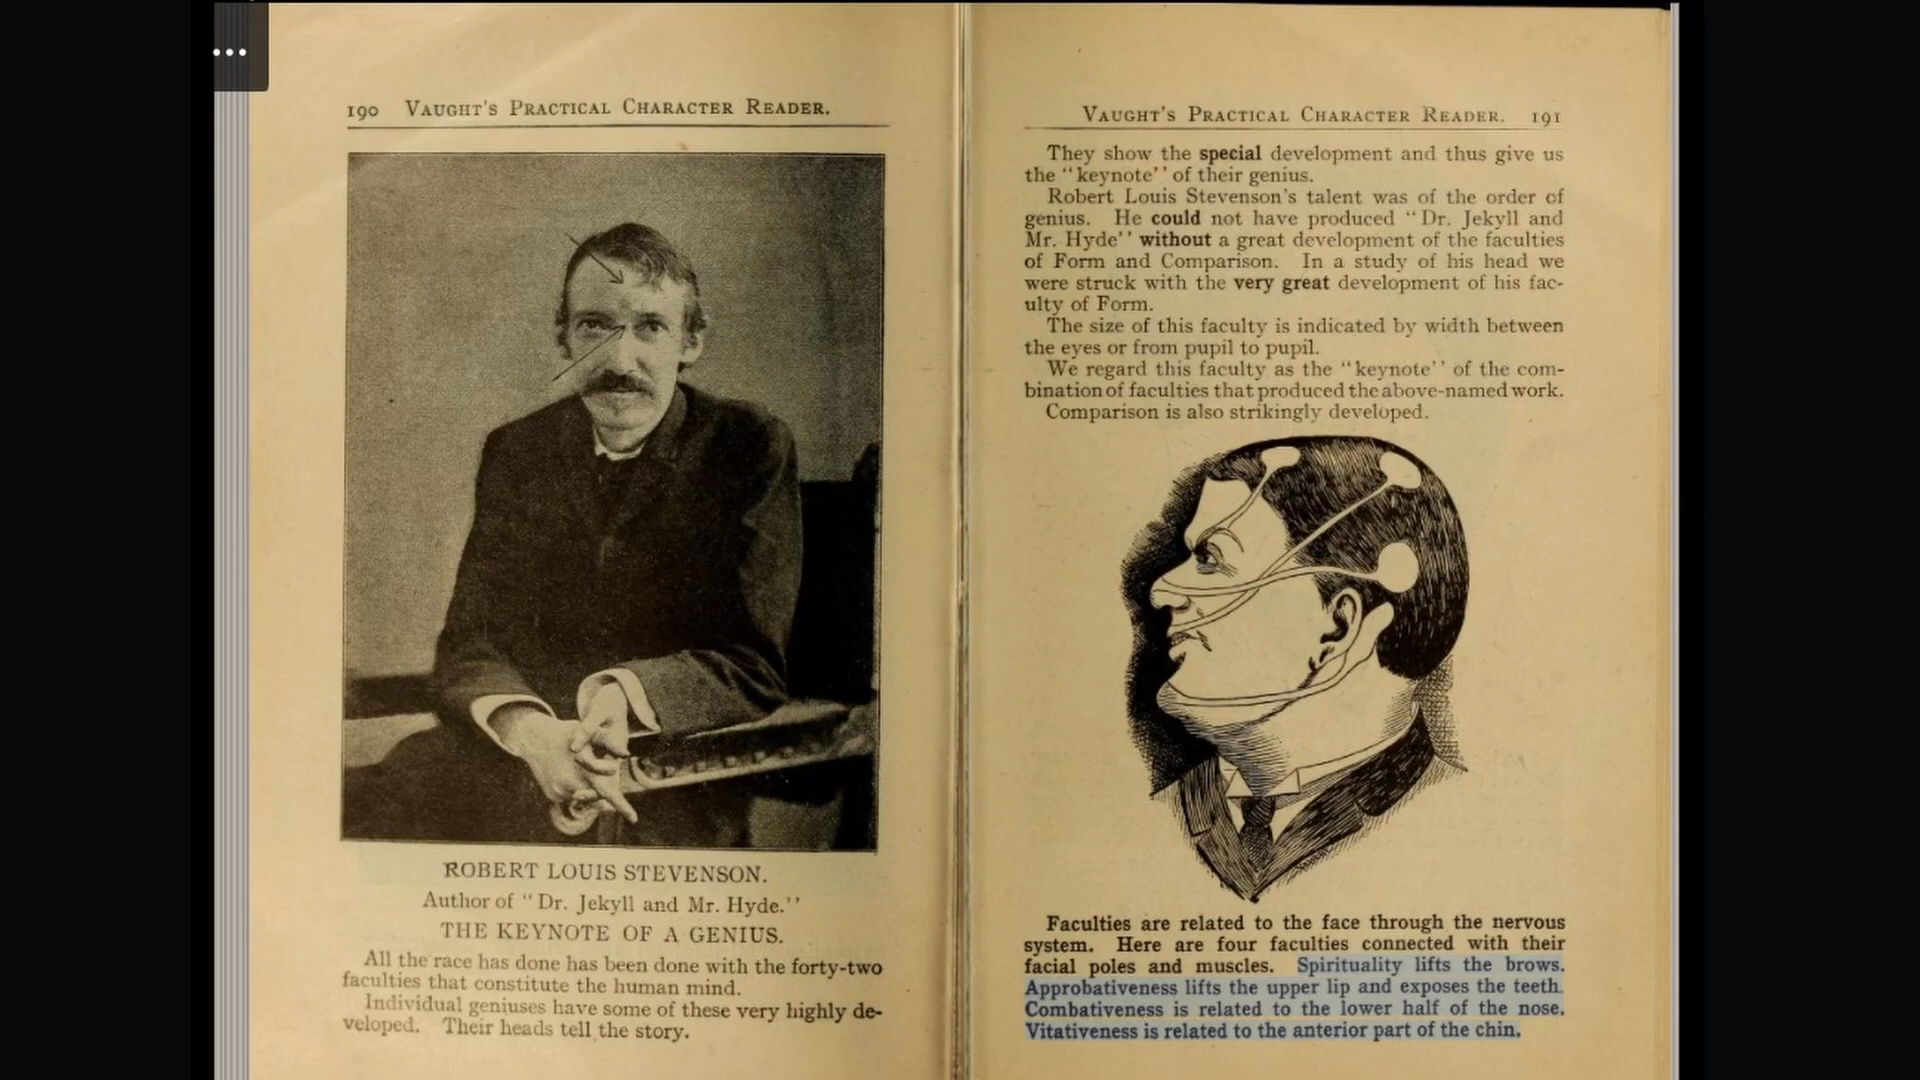 190 VAUGHT'S PRACTICAL CHARACTER READER.
ROBERT LOUIS STEVENSON.
Author of "Dr. Jekyll and Mr. Hyde."
THE KEYNOTE OF A GENIUS.
All the race has done has been done with the forty-two
faculties that constitute the human mind.
Individual geniuses have some of these very highly de-
veloped. Their heads tell the story.
VAUGHT'S PRACTICAL CHARACTER READER. 191
They show the special development and thus give us
the "keynote" of their genius.
Robert Louis Stevenson's talent was of the order of
genius. He could not have produced "Dr. Jekyll and
Mr. Hyde" without a great development of the faculties
of Form and Comparison. In a study of his head we
were struck with the very great development of his fac-
ulty of Form.
The size of this faculty is indicated by width between
the eyes or from pupil to pupil.
We regard this faculty as the "keynote" of the com-
bination of faculties that produced the above-named work.
Comparison is also strikingly developed.
Faculties are related to the face through the nervous
system. Here are four faculties connected with their
facial poles and muscles. Spirituality lifts the brows.
Approbativeness lifts the upper lip and exposes the teeth.
Combativeness is related to the lower half of the nose.
Vitativeness is related to the anterior part of the chin.